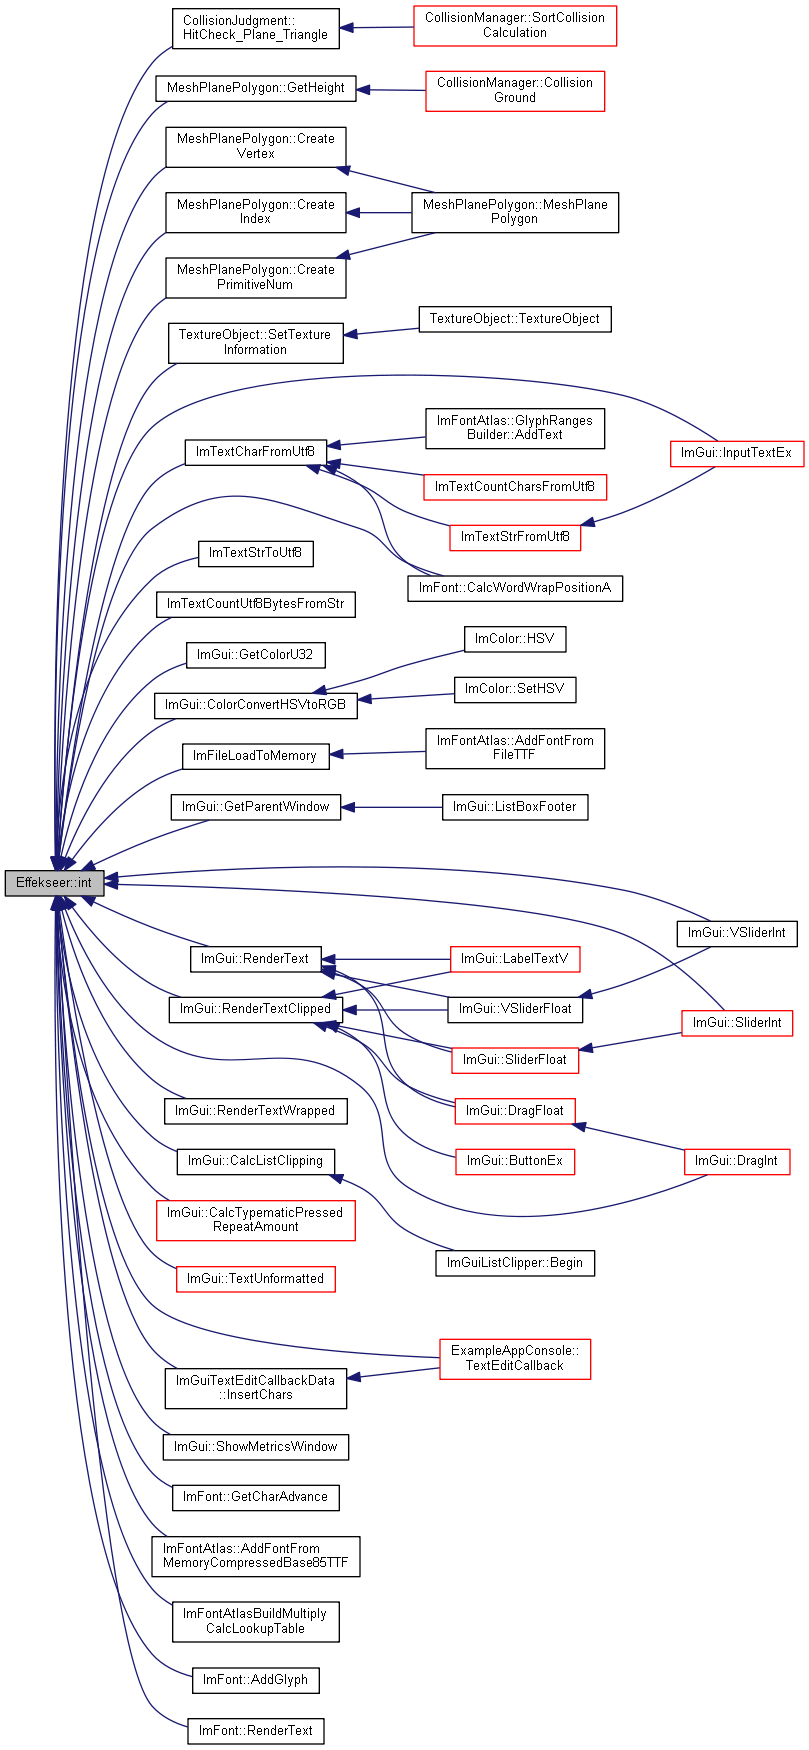 CollisionJudgment::
HitCheck_Plane_Triangle
CollisionManager::SortCollision
Calculation
MeshPlanePolygon::GetHeight
CollisionManager::Collision
Ground
MeshPlanePolygon::Create
Vertex
MeshPlanePolygon::Create
Index
MeshPlanePolygon::MeshPlane
Polygon
MeshPlanePolygon::Create
PrimitiveNum
TextureObject::SetTexture
Information
TextureObject::TextureObject
ImFontAtlas::GlyphRanges
Builder::AddText
ImGui::InputTextEx
ImTextCharFromUtf8
ImTextCountCharsFromUtf8
ImTextStrFromUtf8
ImTextStrToUtf8
ImFont::CalcWordWrapPositionA
ImTextCountUtf8BytesFromStr
ImColor::HSV
ImGui::GetColorU32
ImColor::SetHSV
ImGui::ColorConvertHSVtoRGB
ImFileLoadToMemory
ImFontAtlas::AddFontFrom
FileTTF
ImGui::GetParentWindow
ImGui::ListBoxFooter
Effekseer::int
ImGui::VSliderInt
ImGui::RenderText
ImGui::LabelTextV
ImGui::RenderTextClipped
ImGui::VSliderFloat
ImGui::SliderInt
ImGui::SliderFloat
ImGui::RenderTextWrapped
ImGui::DragFloat
ImGui::CalcListClipping
ImGui::ButtonEx
ImGui::DragInt
ImGui::CalcTypematicPressed
RepeatAmount
ImGuiListClipper::Begin
ImGui::TextUnformatted
ExampleAppConsole::
TextEditCallback
ImGuiTextEditCallbackData
::InsertChars
ImGui::ShowMetricsWindow
ImFont::GetCharAdvance
ImFontAtlas::AddFontFrom
MemoryCompressedBase85TTF
ImFontAtlasBuildMultiply
CalcLookupTable
ImFont::AddGlyph
ImFont::RenderText